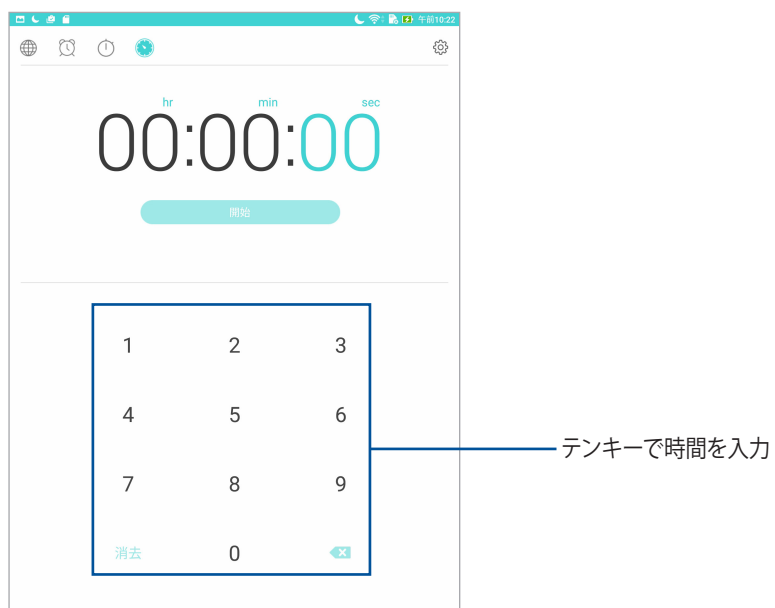 午前10:22
hr min sec
00:00:00
開始
1 2 3
4 5 6
テンキーで時間を入力
7 8 9
消去 0